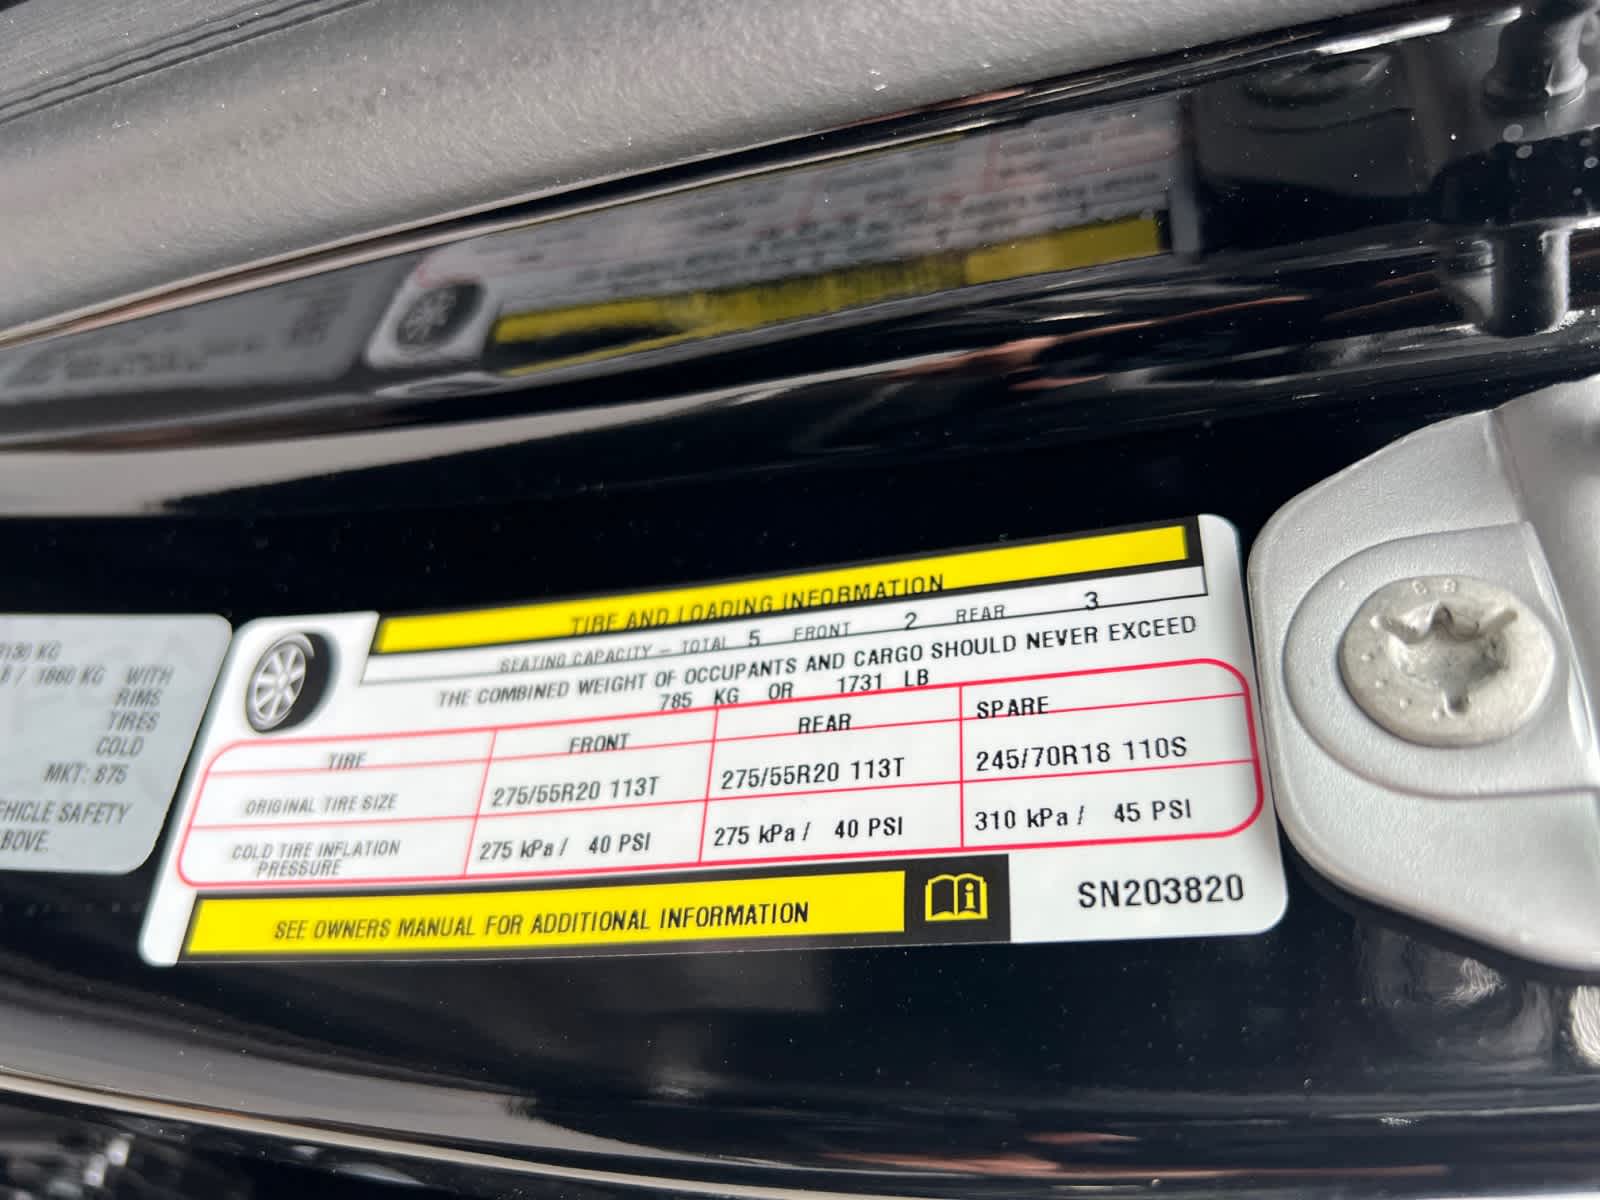 KG
/ 1860 KG WITH
RIMS
TIRES
COLD
MKT: 875
VEHICLE SAFETY
ABOVE.
TIRE AND LOADING INFORMATION
SEATING CAPACITY – TOTAL 5 FRONT 2 REAR 3
THE COMBINED WEIGHT OF OCCUPANTS AND CARGO SHOULD NEVER EXCEED
785 KG OR 1731 LB
TIRE FRONT REAR SPARE
ORIGINAL TIRE SIZE 275/55R20 113T 275/55R20 113T 245/70R18 110S
COLD TIRE INFLATION
PRESSURE 275 kPa / 40 PSI 275 kPa / 40 PSI 310 kPa / 45 PSI
SEE OWNERS MANUAL FOR ADDITIONAL INFORMATION
SN203820